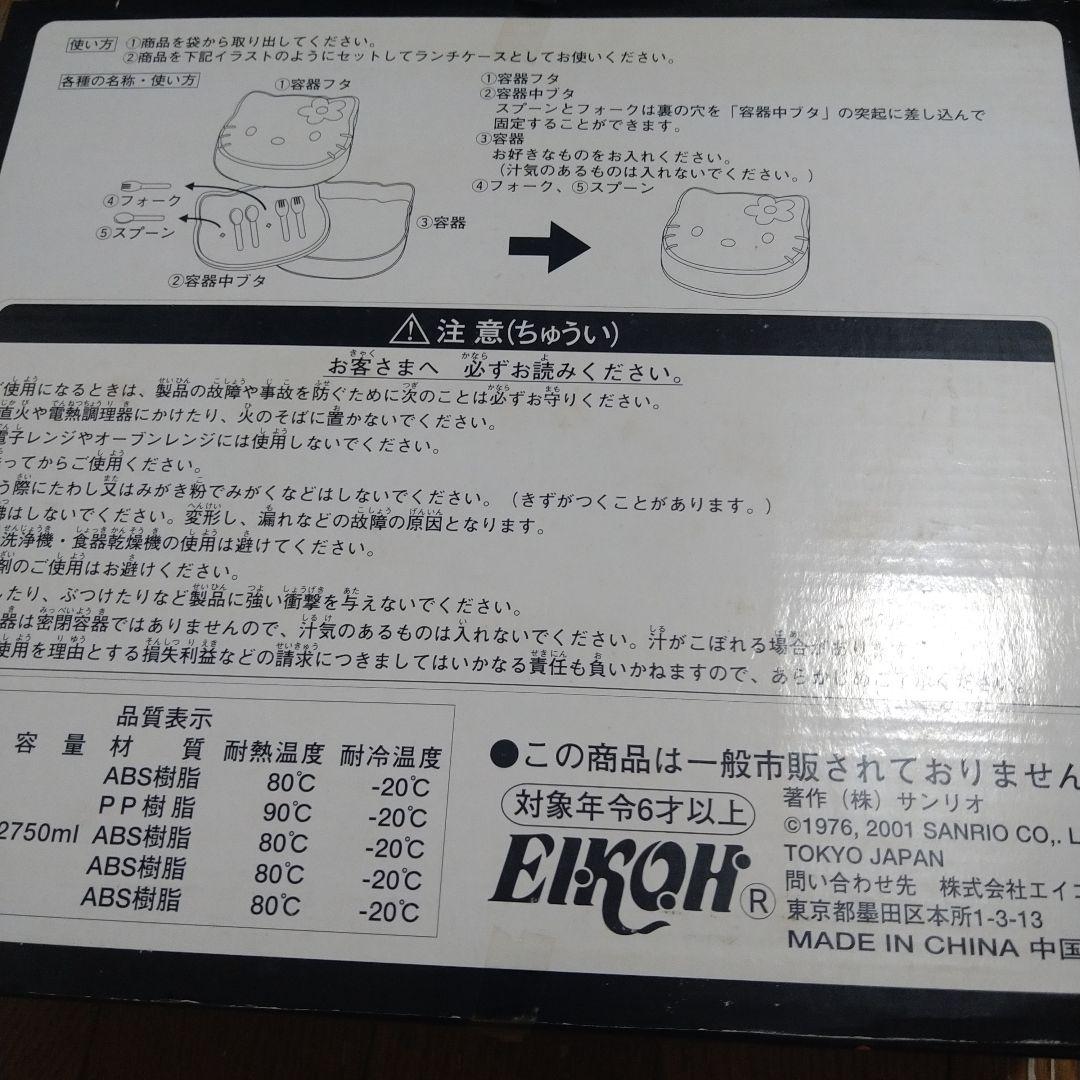 使い方 ①商品を袋から取り出してください。
②商品を下記イラストのようにセットしてランチケースとしてお使いください。
各種の名称・使い方
①容器フタ
④フォーク
⑤スプーン
③容器
②容器中ブタ
①容器フタ
②容器中ブタ
スプーンとフォークは裏の穴を「容器中ブタ」の突起に差し込んで
固定することができます。
③容器
お好きなものをお入れください。
(汁気のあるものは入れないでください。)
④フォーク、⑤スプーン
⚠注意(ちゅうい)
お客さまへ 必ずお読みください。
使用になるときは、製品の故障や事故を防ぐために次のことは必ずお守りください。
直火や電熱調理器にかけたり、火のそばに置かないでください。
電子レンジやオーブンレンジには使用しないでください。
ってからご使用ください。
う際にたわし又はみがき粉でみがくなどはしないでください。(きずがつくことがあります。)
はしないでください。変形し、漏れなどの故障の原因となります。
洗浄機・食器乾燥機の使用は避けてください。
剤のご使用はお避けください。
たり、ぶつけたりなど製品に強い衝撃を与えないでください。
器は密閉容器ではありませんので、汁気のあるものは入れないでください。汁がこぼれる場合があります
使用を理由とする損失利益などの請求につきましてはいかなる責任も負いかねますので、あらかじめご了承ください。
品質表示
容量 材質 耐熱温度 耐冷温度
ABS樹脂 80℃ -20℃
PP樹脂 90℃ -20℃
2750ml ABS樹脂 80℃ -20℃
ABS樹脂 80℃ -20℃
ABS樹脂 80℃ -20℃
●この商品は一般市販されておりません
対象年令6才以上
EIKOH®
著作(株)サンリオ
©1976, 2001 SANRIO CO,. L
TOKYO JAPAN
問い合わせ先 株式会社エイコ
東京都墨田区本所1-3-13
MADE IN CHINA 中国